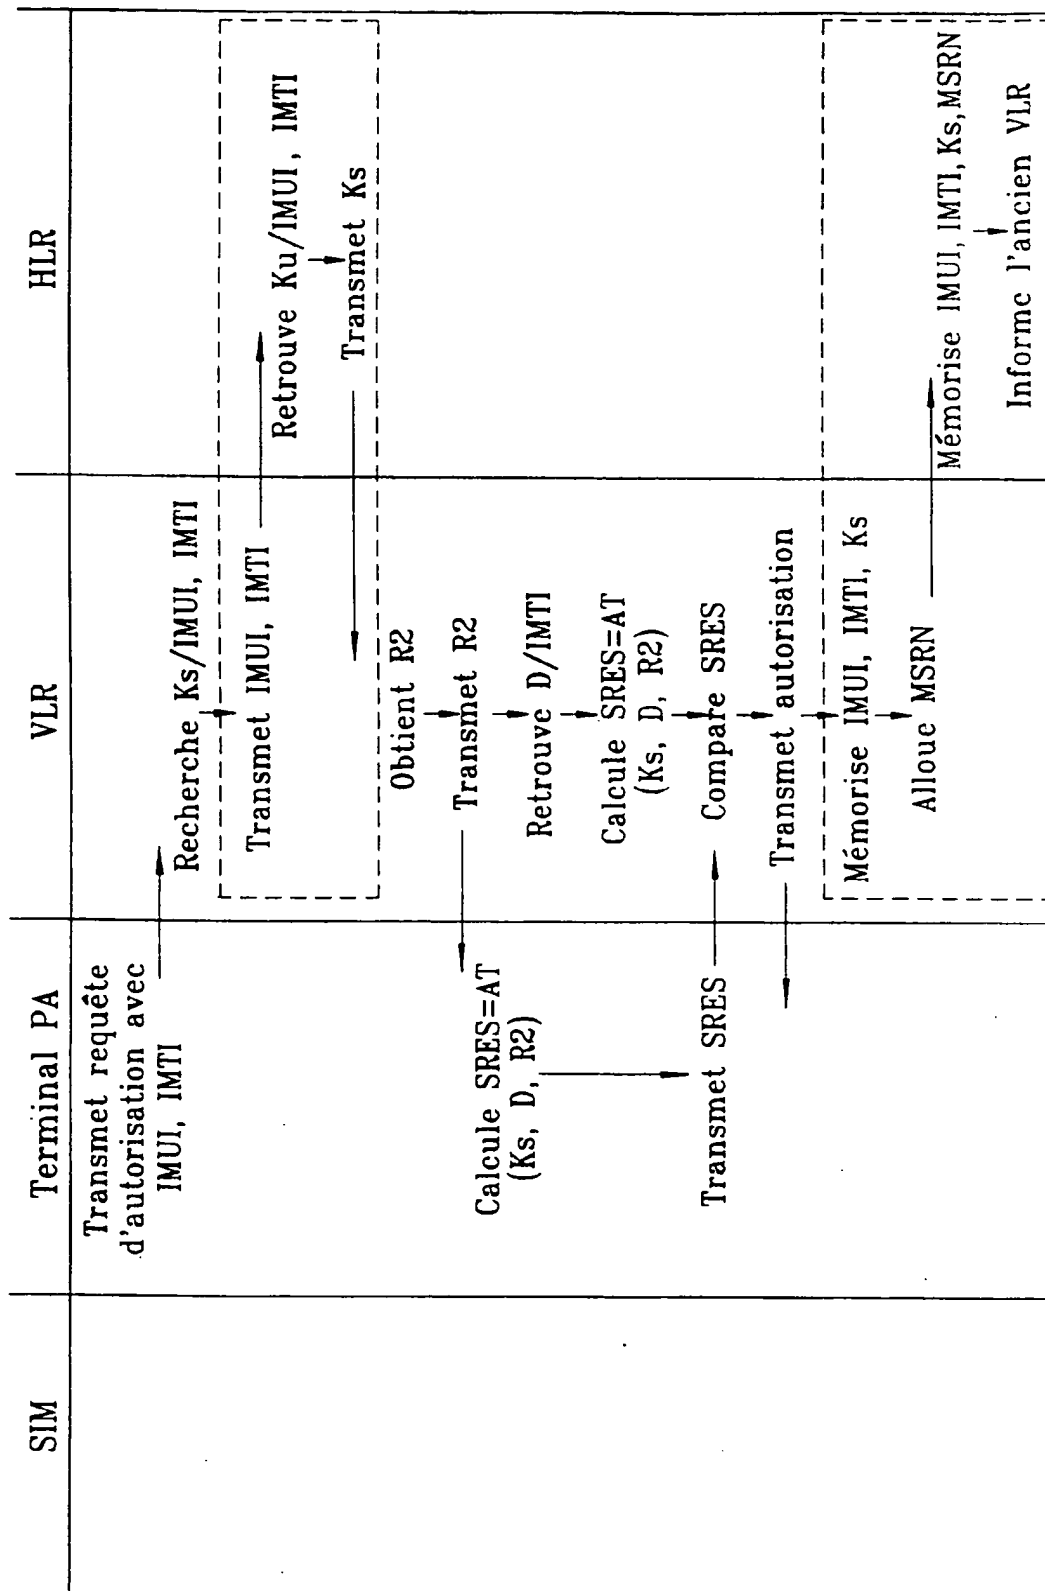 SIM
Terminal PA
VLR
HLR
Transmet requête
d'autorisation avec
IMUI, IMTI
Recherche Ks/IMUI, IMTI
Transmet IMUI, IMTI
Retrouve Ku/IMUI, IMTI
Transmet Ks
Obtient R2
Transmet R2
Calcule SRES=AT
(Ks, D, R2)
Retrouve D/IMTI
Calcule SRES=AT
(Ks, D, R2)
Transmet SRES
Compare SRES
Transmet autorisation
Mémorise IMUI, IMTI, Ks
Alloue MSRN
Mémorise IMUI, IMTI, Ks, MSRN
Informe l'ancien VLR